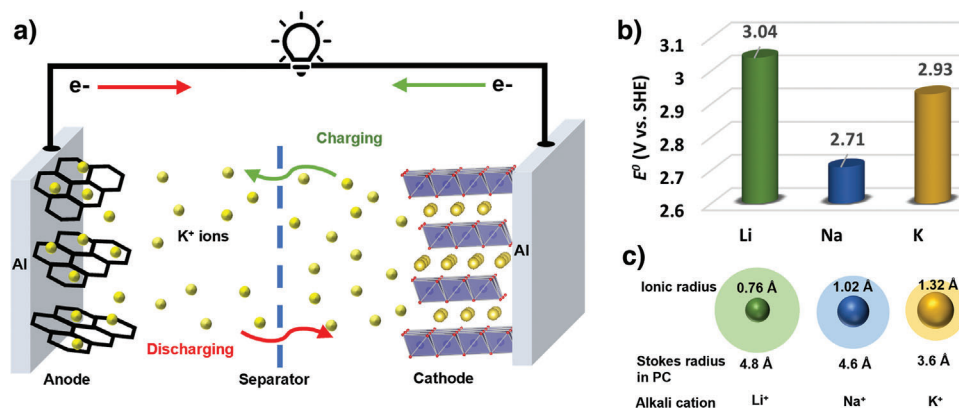 a)
e-
e-
Charging
Al
K⁺ ions
Al
Discharging
Anode
Separator
Cathode
b)
E⁰ (V vs. SHE)
3.1
3
2.9
2.8
2.7
2.6
3.04
2.71
2.93
Li
Na
K
c)
Ionic radius
0.76 Å
1.02 Å
1.32 Å
Stokes radius
in PC
4.8 Å
4.6 Å
3.6 Å
Alkali cation
Li⁺
Na⁺
K⁺